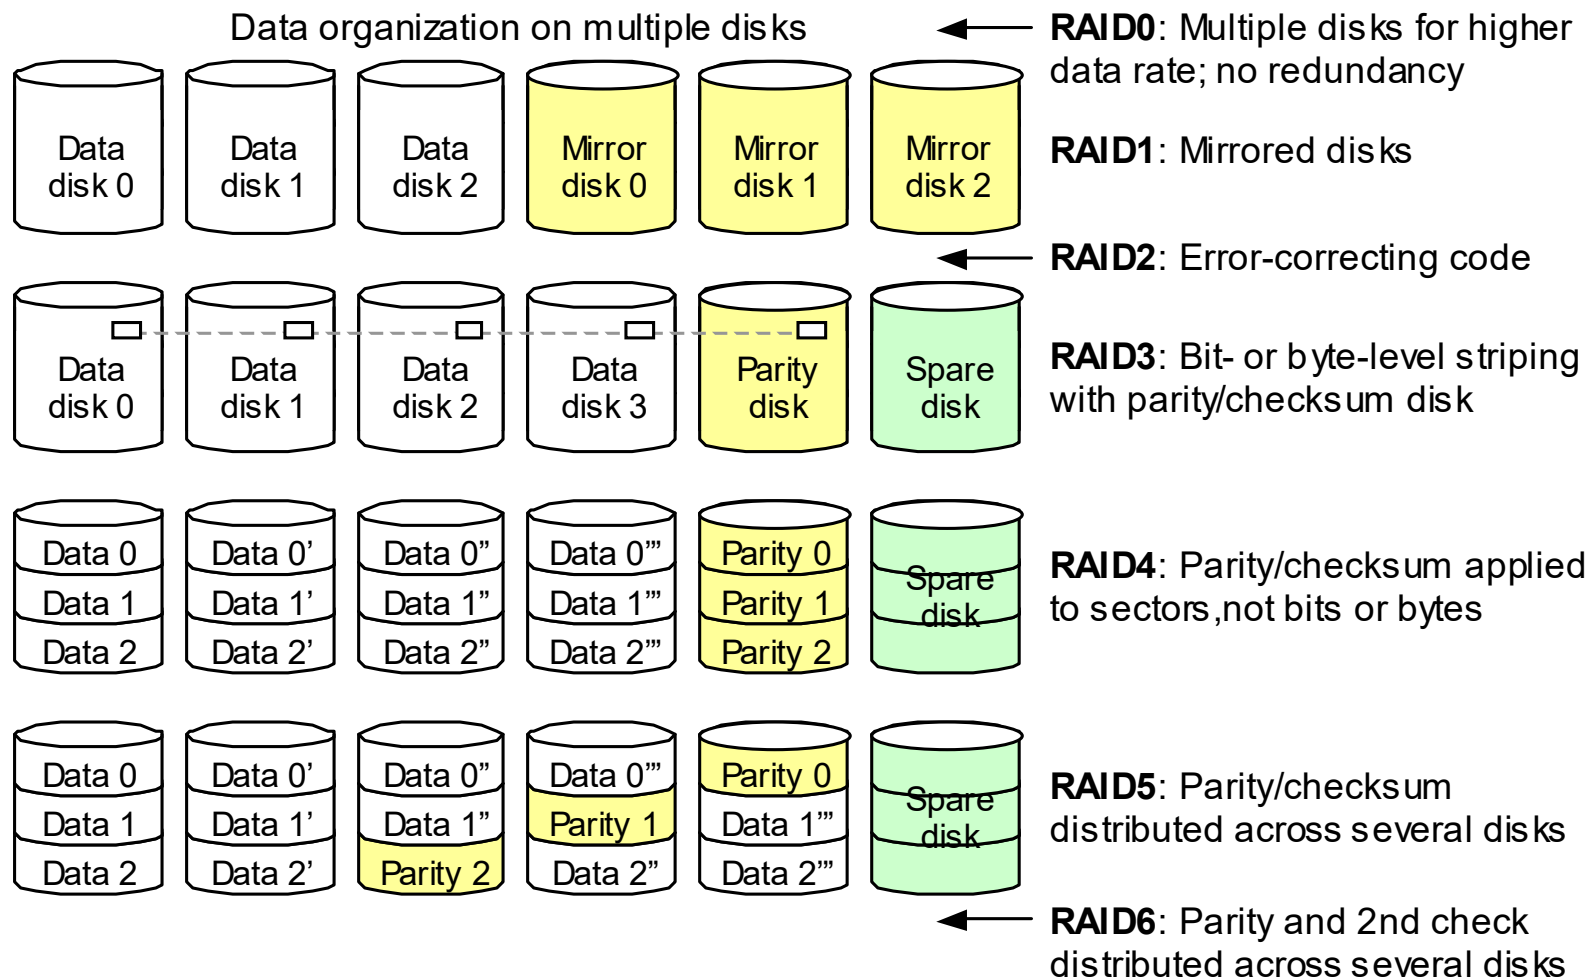 Data organization on multiple disks
RAID0: Multiple disks for higher
data rate; no redundancy
Data disk 0
Data disk 1
Data disk 2
Mirror disk 0
Mirror disk 1
Mirror disk 2
RAID1: Mirrored disks
RAID2: Error-correcting code
Data disk 0
Data disk 1
Data disk 2
Data disk 3
Parity disk
Spare disk
RAID3: Bit- or byte-level striping
with parity/checksum disk
Data 0 Data 0’ Data 0” Data 0’” Parity 0
Data 1 Data 1’ Data 1” Data 1’” Parity 1
Data 2 Data 2’ Data 2” Data 2’” Parity 2
Spare disk
RAID4: Parity/checksum applied
to sectors,not bits or bytes
Data 0 Data 0’ Data 0” Data 0’” Parity 0
Data 1 Data 1’ Data 1” Parity 1 Data 1’”
Data 2 Data 2’ Parity 2 Data 2” Data 2’”
Spare disk
RAID5: Parity/checksum
distributed across several disks
RAID6: Parity and 2nd check
distributed across several disks